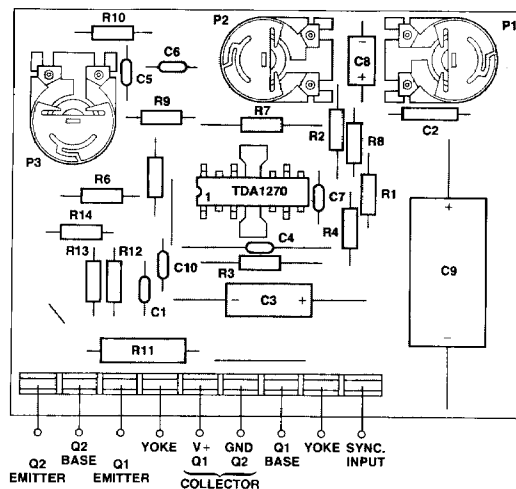 R10
P2
P1
C6
C5
C8
R9
R7
R2
C2
R8
P3
R6
1 TDA1270
C7
R1
R14
R4
C4
R13
R12
C10
R3
C9
C1
C3
R11
Q2 EMITTER
Q2 BASE
Q1 EMITTER
YOKE
V+ Q1
GND Q2
COLLECTOR
Q1 BASE
YOKE
SYNC. INPUT